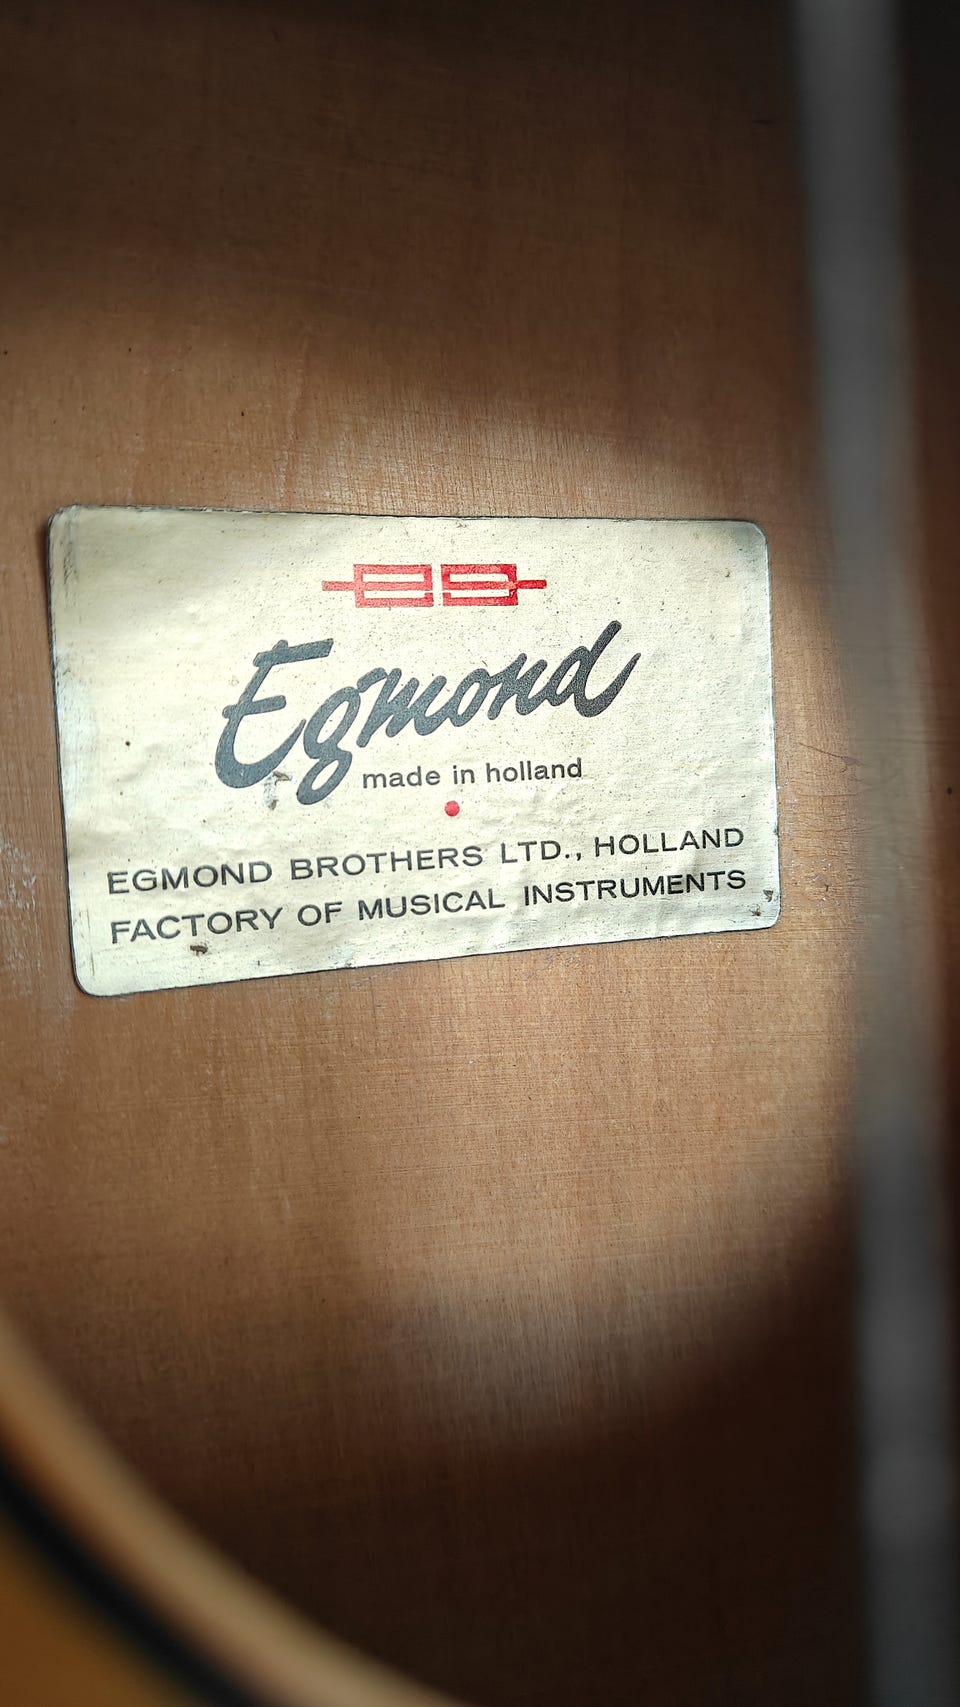 Egmond
made in holland
EGMOND BROTHERS LTD., HOLLAND
FACTORY OF MUSICAL INSTRUMENTS